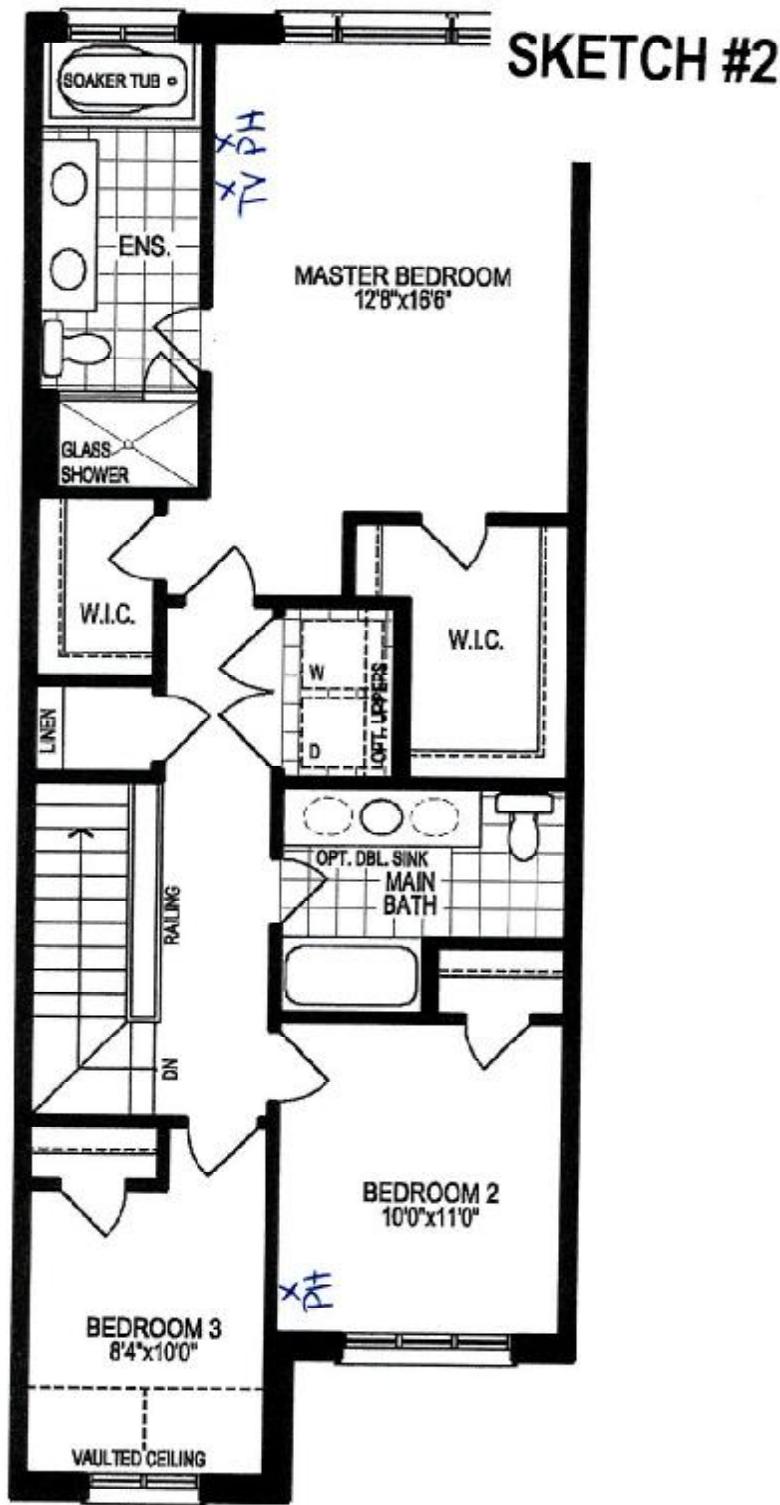 SKETCH #2
SOAKER TUB
X PH
X TV
ENS.
MASTER BEDROOM
12'8"x16'6"
GLASS
SHOWER
W.I.C.
W.I.C.
W
D
OPT. UPPERS
LINEN
OPT. DBL. SINK
MAIN
BATH
RAILING
DN
BEDROOM 2
10'0"x11'0"
X PH
BEDROOM 3
8'4"x10'0"
VAULTED CEILING